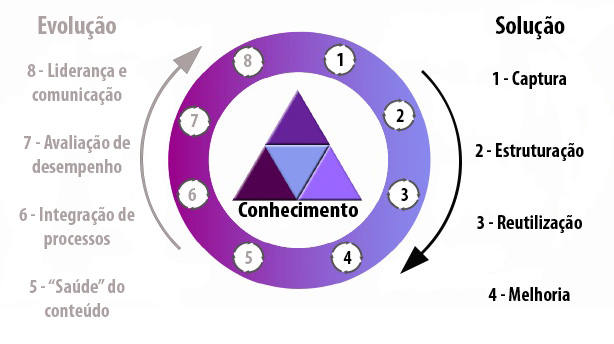 Evolução
8 - Liderança e
comunicação
7 - Avaliação de
desempenho
6 - Integração de
processos
5 - “Saúde” do
conteúdo
8
1
7
2
6
3
5
4
Conhecimento
Solução
1 - Captura
2 - Estruturação
3 - Reutilização
4 - Melhoria